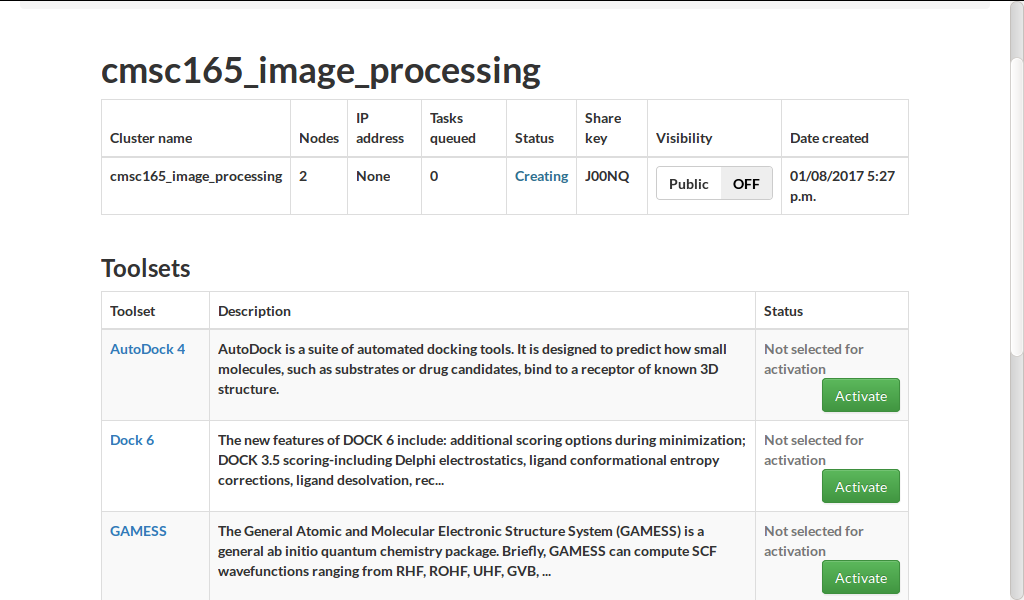 cmsc165_image_processing
Cluster name Nodes IP address Tasks queued Status Share key Visibility Date created
cmsc165_image_processing 2 None 0 Creating J00NQ Public OFF 01/08/2017 5:27 p.m.
Toolsets
Toolset Description Status
AutoDock 4 AutoDock is a suite of automated docking tools. It is designed to predict how small
molecules, such as substrates or drug candidates, bind to a receptor of known 3D
structure.
Not selected for
activation
Activate
Dock 6 The new features of DOCK 6 include: additional scoring options during minimization;
DOCK 3.5 scoring-including Delphi electrostatics, ligand conformational entropy
corrections, ligand desolvation, rec...
Not selected for
activation
Activate
GAMESS The General Atomic and Molecular Electronic Structure System (GAMESS) is a
general ab initio quantum chemistry package. Briefly, GAMESS can compute SCF
wavefunctions ranging from RHF, ROHF, UHF, GVB, ...
Not selected for
activation
Activate